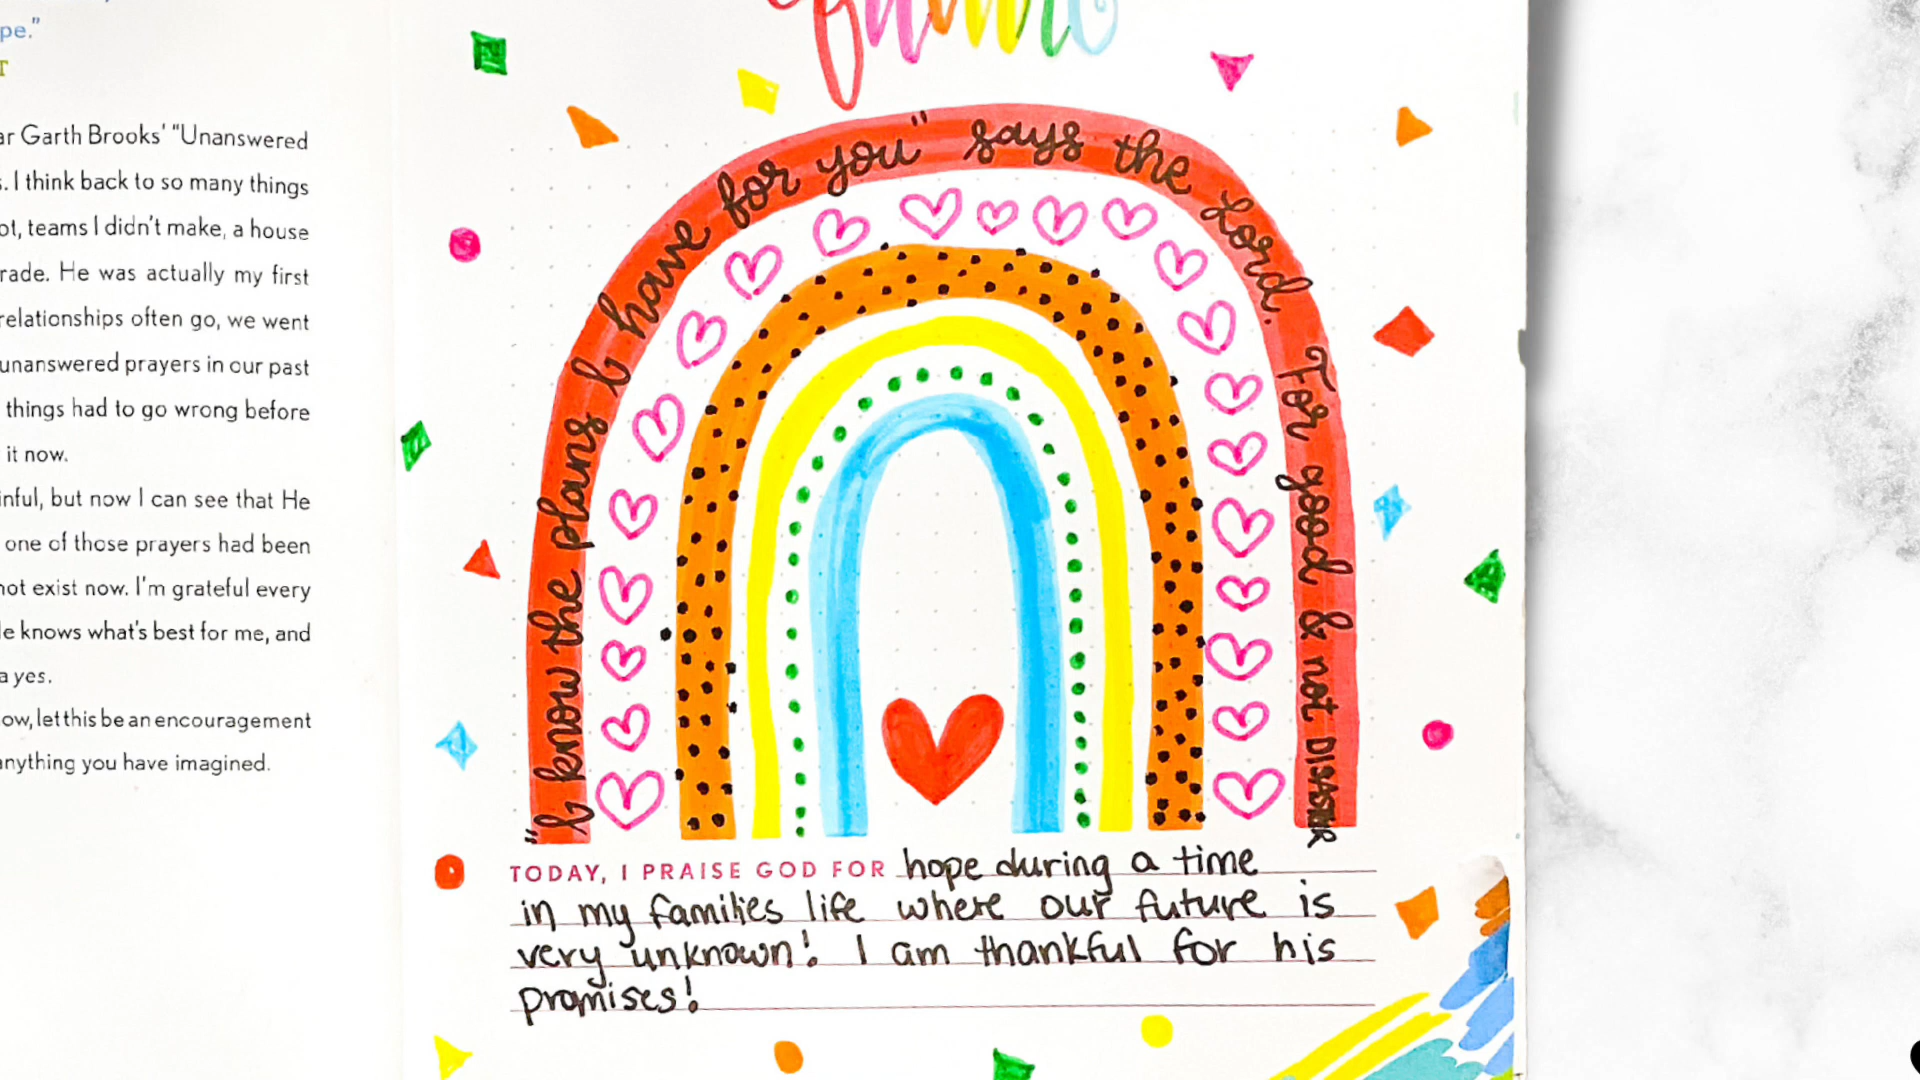 pe."
T
ar Garth Brooks' "Unanswered
s. I think back to so many things
ot, teams I didn't make, a house
rade. He was actually my first
relationships often go, we went
unanswered prayers in our past
things had to go wrong before
it now.
inful, but now I can see that He
one of those prayers had been
not exist now. I'm grateful every
le knows what's best for me, and
a yes.
ow, let this be an encouragement
anything you have imagined.
"I know the plans I have for you" says the Lord. For good & not DISASTER
TODAY, I PRAISE GOD FOR hope during a time
in my families life where our future is
very unknown! I am thankful for his
promises!